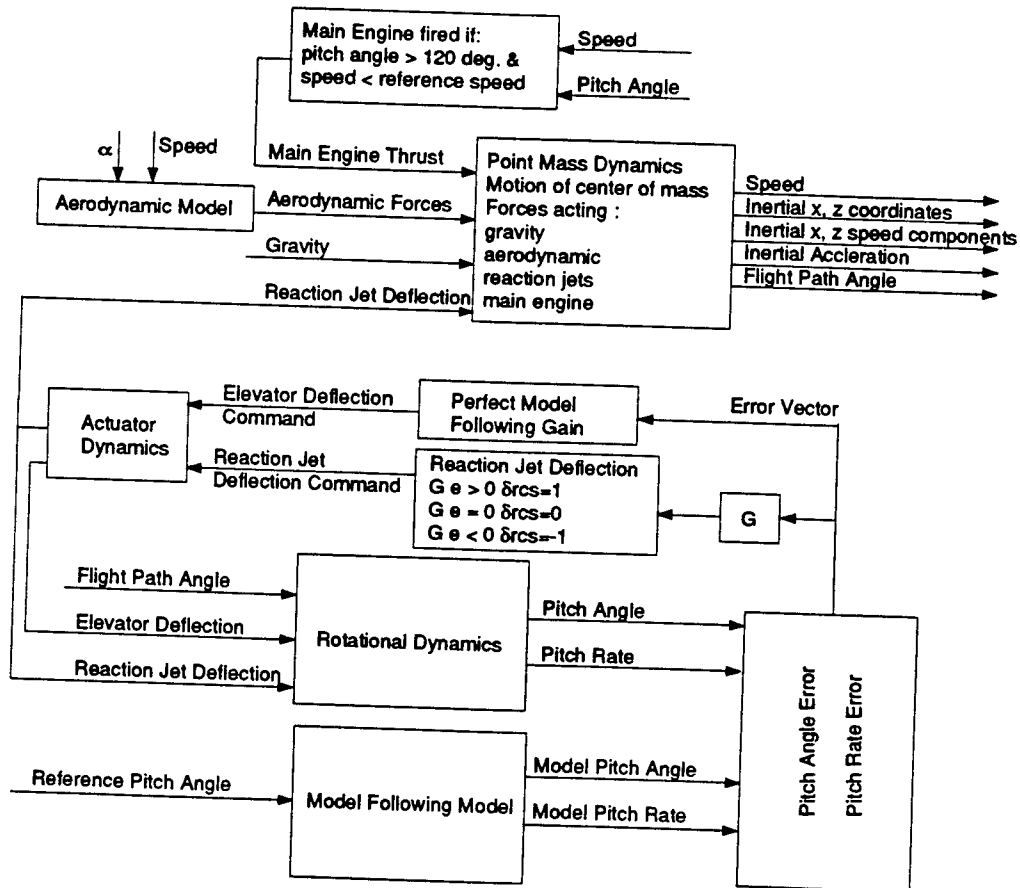 Main Engine fired if:
pitch angle > 120 deg. &
speed < reference speed
Speed
Pitch Angle
α
Speed
Aerodynamic Model
Main Engine Thrust
Aerodynamic Forces
Gravity
Reaction Jet Deflection
Point Mass Dynamics
Motion of center of mass
Forces acting :
gravity
aerodynamic
reaction jets
main engine
Speed
Inertial x, z coordinates
Inertial x, z speed components
Inertial Accleration
Flight Path Angle
Actuator
Dynamics
Elevator Deflection
Command
Perfect Model
Following Gain
Error Vector
Reaction Jet
Deflection Command
Reaction Jet Deflection
G e > 0 δrcs=1
G e = 0 δrcs=0
G e < 0 δrcs=-1
G
Flight Path Angle
Elevator Deflection
Reaction Jet Deflection
Rotational Dynamics
Pitch Angle
Pitch Rate
Pitch Angle Error
Pitch Rate Error
Reference Pitch Angle
Model Following Model
Model Pitch Angle
Model Pitch Rate